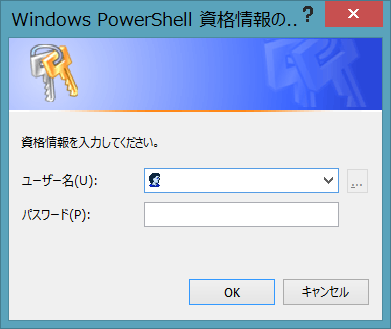 Windows PowerShell 資格情報の...
資格情報を入力してください。
ユーザー名(U):
...
パスワード(P):
OK
キャンセル